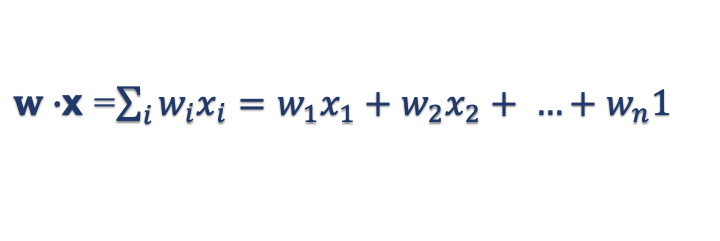 w ·x =∑ᵢ wᵢxᵢ = w₁x₁ + w₂x₂ + …+ wₙ1